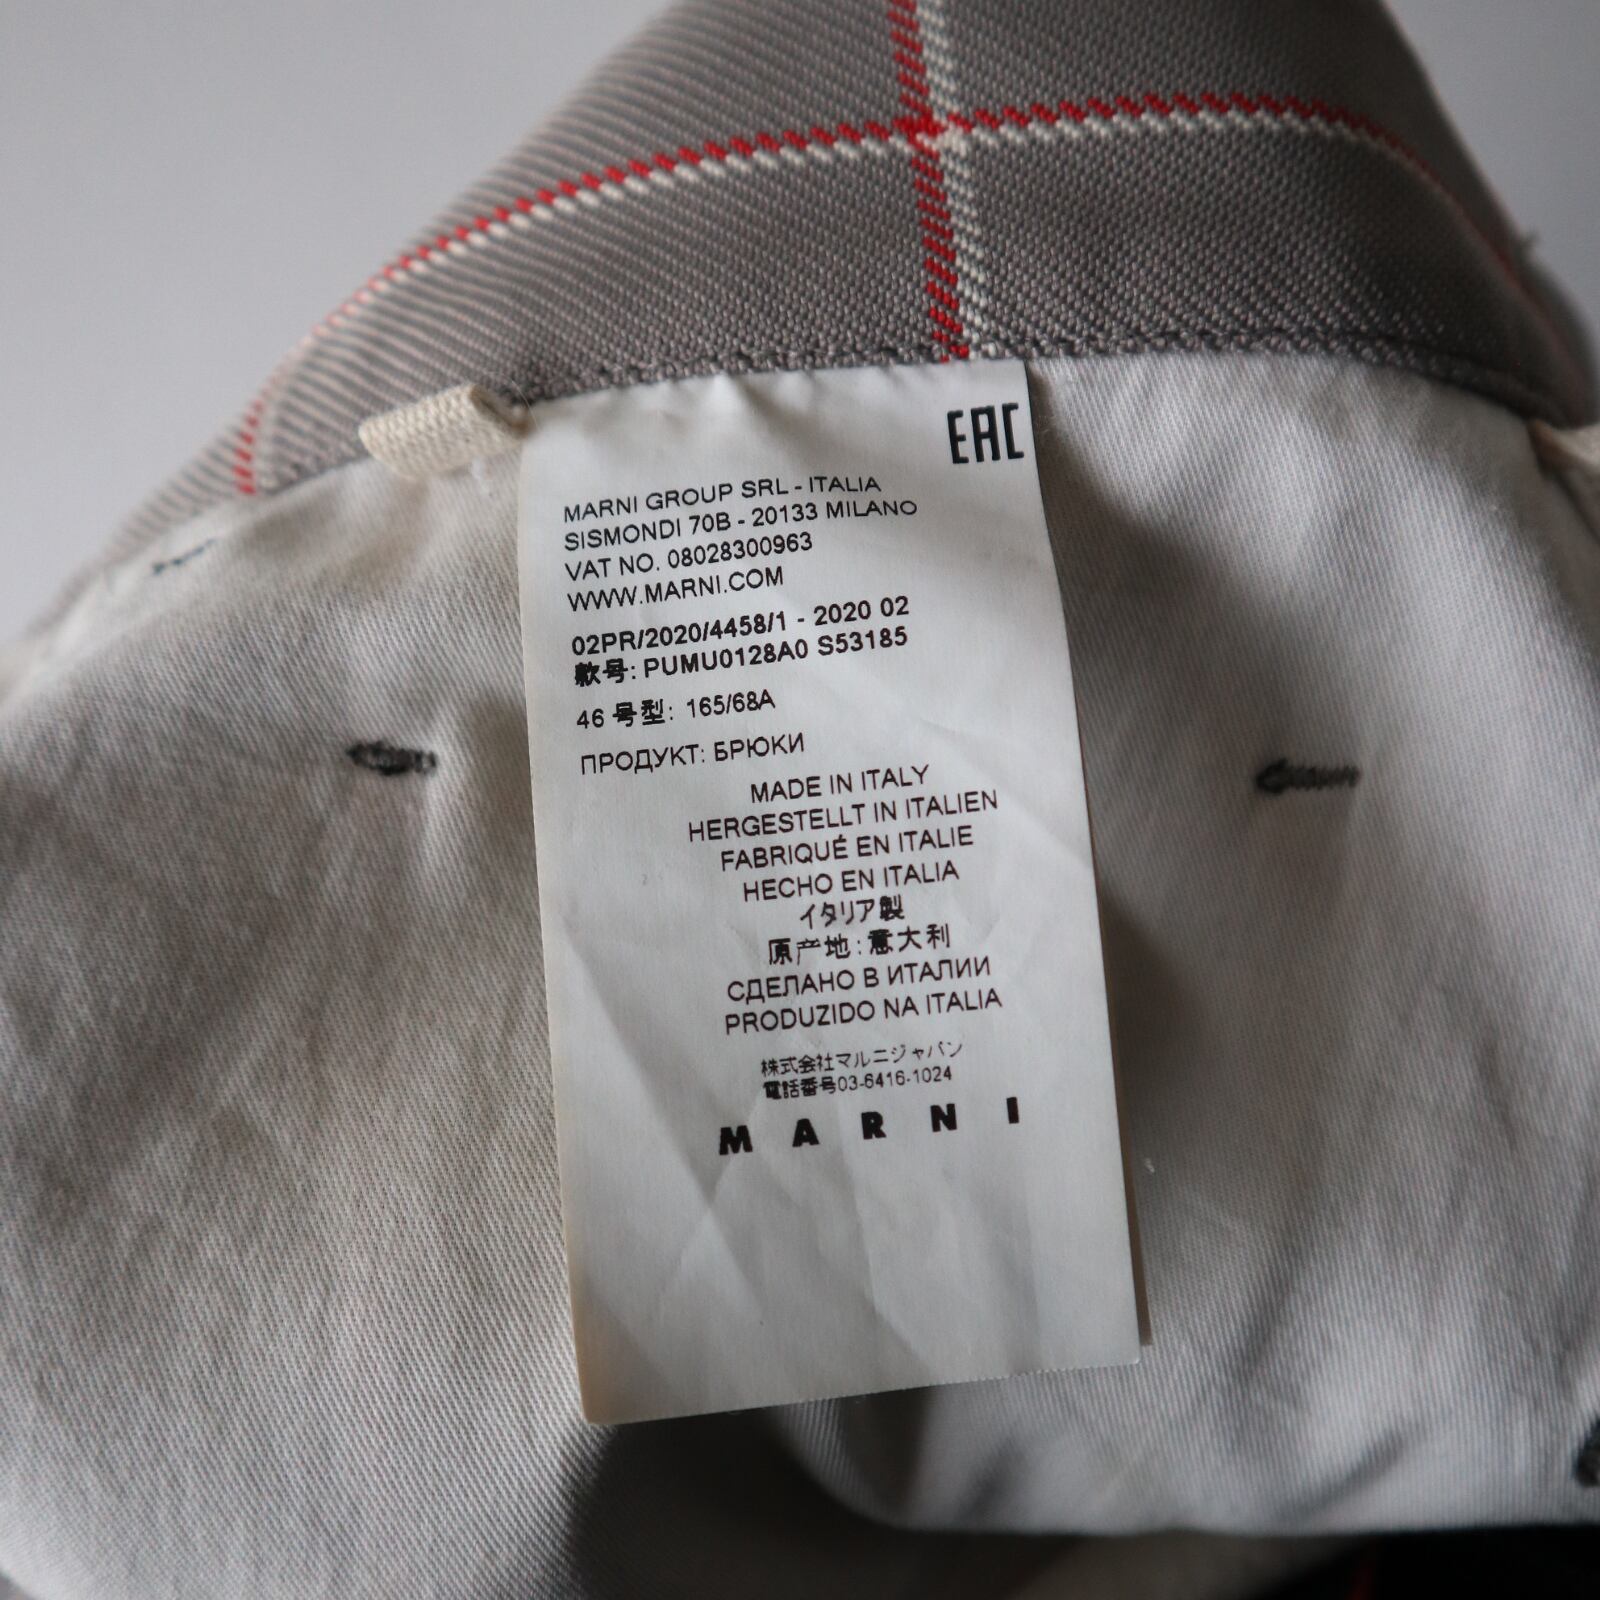 EAC
MARNI GROUP SRL - ITALIA
SISMONDI 70B - 20133 MILANO
VAT NO. 08028300963
WWW.MARNI.COM
02PR/2020/4458/1 - 2020 02
款号: PUMU0128A0 S53185
46 号型: 165/68A
ПРОДУКТ: БРЮКИ
MADE IN ITALY
HERGESTELLT IN ITALIEN
FABRIQUÉ EN ITALIE
HECHO EN ITALIA
イタリア製
原产地: 意大利
СДЕЛАНО В ИТАЛИИ
PRODUZIDO NA ITALIA
株式会社マルニジャパン
電話番号03-6416-1024
MARNI